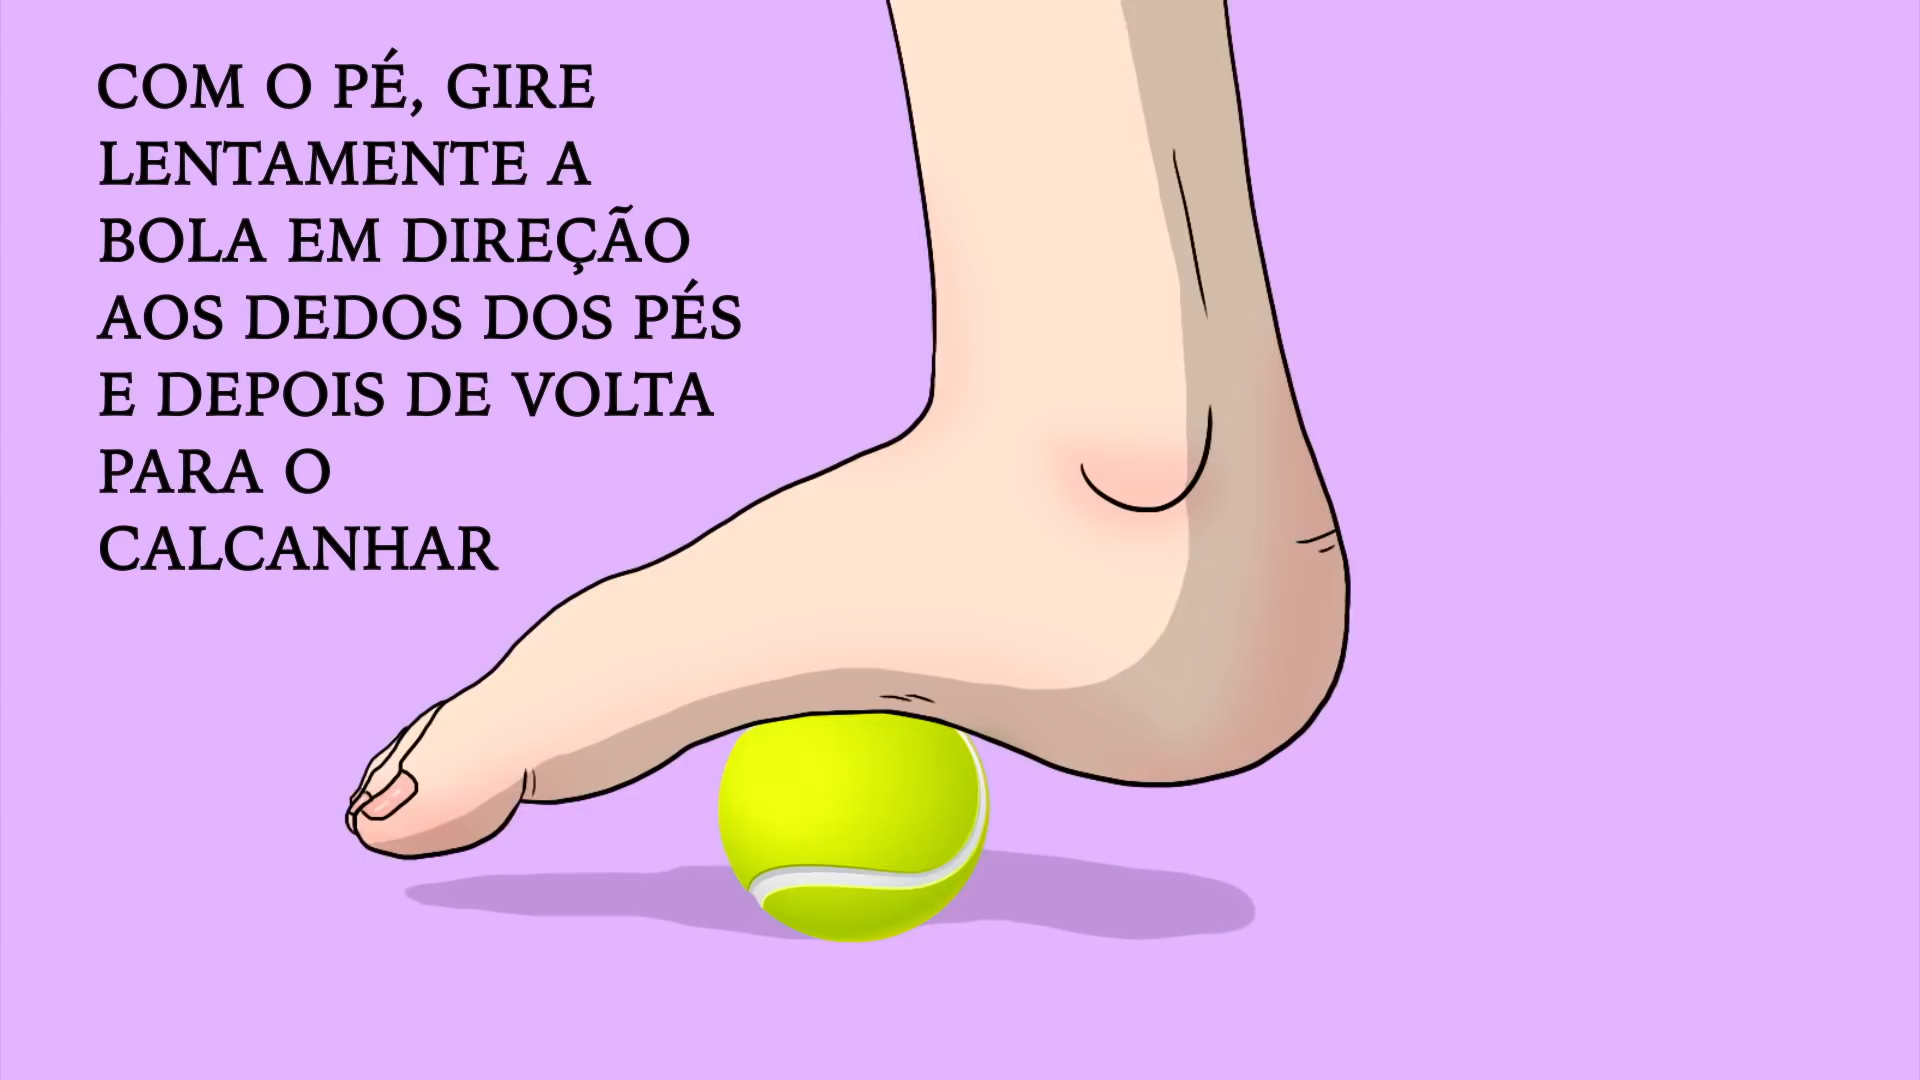 COM O PÉ, GIRE
LENTAMENTE A
BOLA EM DIREÇÃO
AOS DEDOS DOS PÉS
E DEPOIS DE VOLTA
PARA O
CALCANHAR